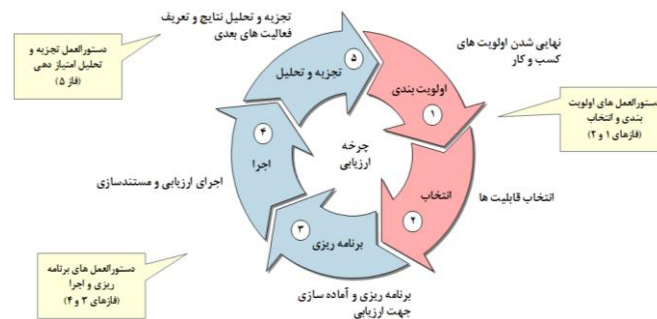 تجزیه و تحلیل نتایج و تعریف
فعالیت های بعدی
نهایی شدن اولویت های
کسب و کار
دستورالعمل تجزیه و
تحلیل امتیاز دهی
(فاز ۵)
۵
تجزیه و تحلیل
اولویت بندی
۱
دستورالعمل های اولویت
بندی و انتخاب
(فازهای ۱ و ۲)
۴
اجرا
چرخه
ارزیابی
انتخاب
۲
انتخاب قابلیت ها
اجرای ارزیابی و مستندسازی
۳
برنامه ریزی
دستورالعمل های برنامه
ریزی و اجرا
(فازهای ۳ و ۴)
برنامه ریزی و آماده سازی
جهت ارزیابی